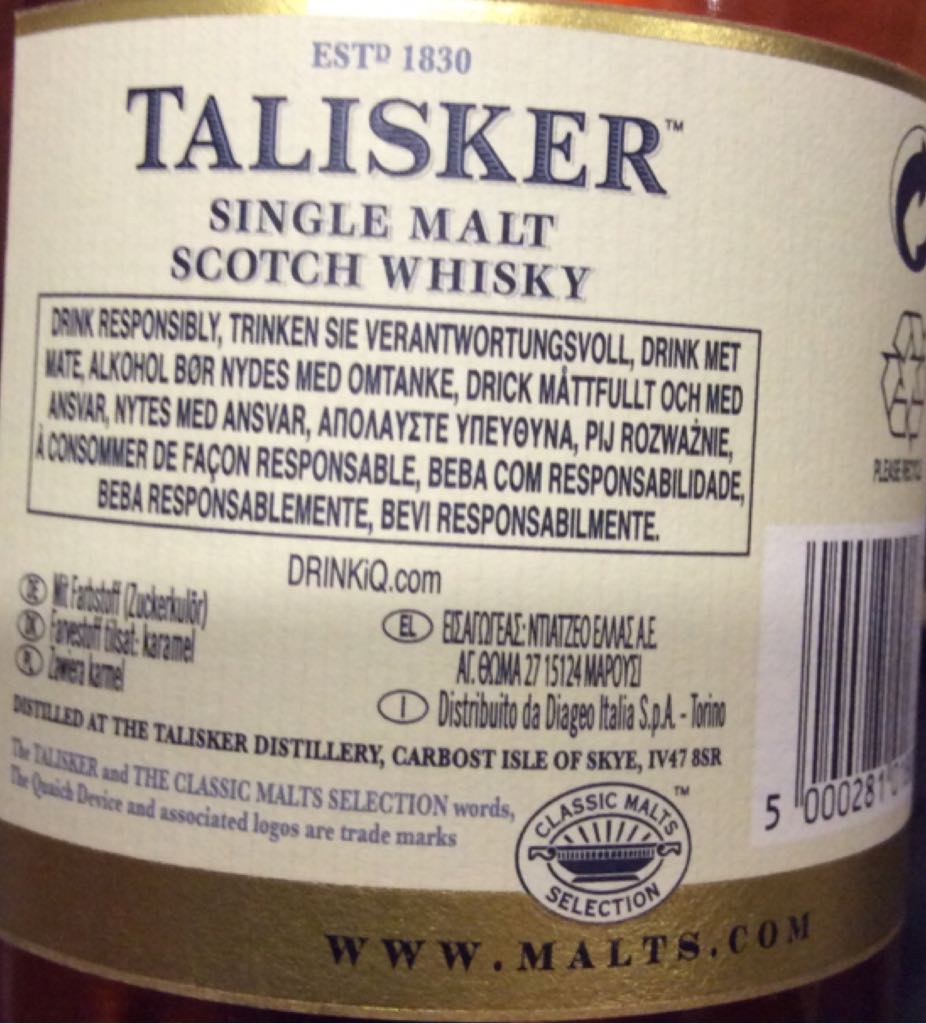 ESTD 1830
TALISKER™
SINGLE MALT
SCOTCH WHISKY
DRINK RESPONSIBLY, TRINKEN SIE VERANTWORTUNGSVOLL, DRINK MET
MATE, ALKOHOL BØR NYDES MED OMTANKE, DRICK MÅTTFULLT OCH MED
ANSVAR, NYTES MED ANSVAR, ΑΠΟΛΑΥΣΤΕ ΥΠΕΥΘΥΝΑ, PIJ ROZWAŻNIE,
À CONSOMMER DE FAÇON RESPONSABLE, BEBA COM RESPONSABILIDADE,
BEBA RESPONSABLEMENTE, BEVI RESPONSABILMENTE.
DRINKiQ.com
DE Mit Farbstoff (Zuckerkulör)
DK Farvestoff tilsat: karamel
PL Zawiera karmel
EL ΕΙΣΑΓΩΓΕΑΣ: ΝΤΙΑΤΖΕΟ ΕΛΛΑΣ Α.Ε.
ΑΓ. ΘΩΜΑ 27 15124 ΜΑΡΟΥΣΙ
I Distribuito da Diageo Italia S.p.A. - Torino
DISTILLED AT THE TALISKER DISTILLERY, CARBOST ISLE OF SKYE, IV47 8SR
The TALISKER and THE CLASSIC MALTS SELECTION words,
The Quaich Device and associated logos are trade marks
CLASSIC MALTS™
SELECTION
WWW.MALTS.COM
PLEASE
5 000281